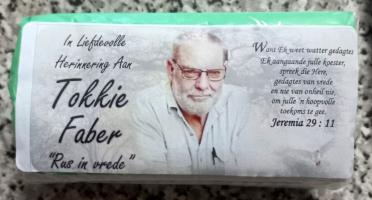 In Liefdevolle
Herinnering Aan
Tokkie
Faber
"Rus in vrede"
Want Ek weet watter gedagtes
Ek aangaande julle koester,
spreek die Here,
gedagtes van vrede
en nie van onheil nie,
om julle 'n hoopvolle
toekoms te gee.
Jeremia 29 : 11